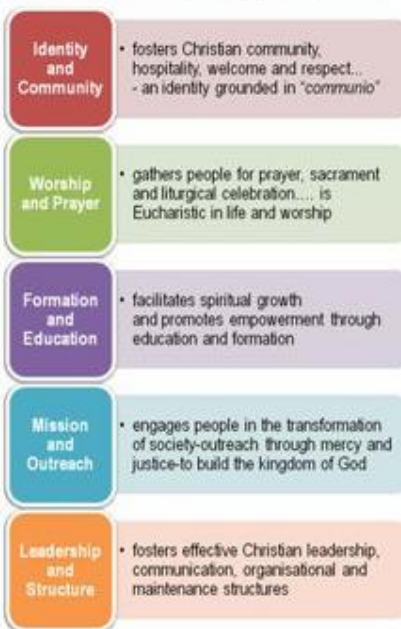 Identity
and
Community
• fosters Christian community,
hospitality, welcome and respect...
- an identity grounded in "communio"
Worship
and Prayer
• gathers people for prayer, sacrament
and liturgical celebration.... is
Eucharistic in life and worship
Formation
and
Education
• facilitates spiritual growth
and promotes empowerment through
education and formation
Mission
and
Outreach
• engages people in the transformation
of society-outreach through mercy and
justice-to build the kingdom of God
Leadership
and
Structure
• fosters effective Christian leadership,
communication, organisational and
maintenance structures